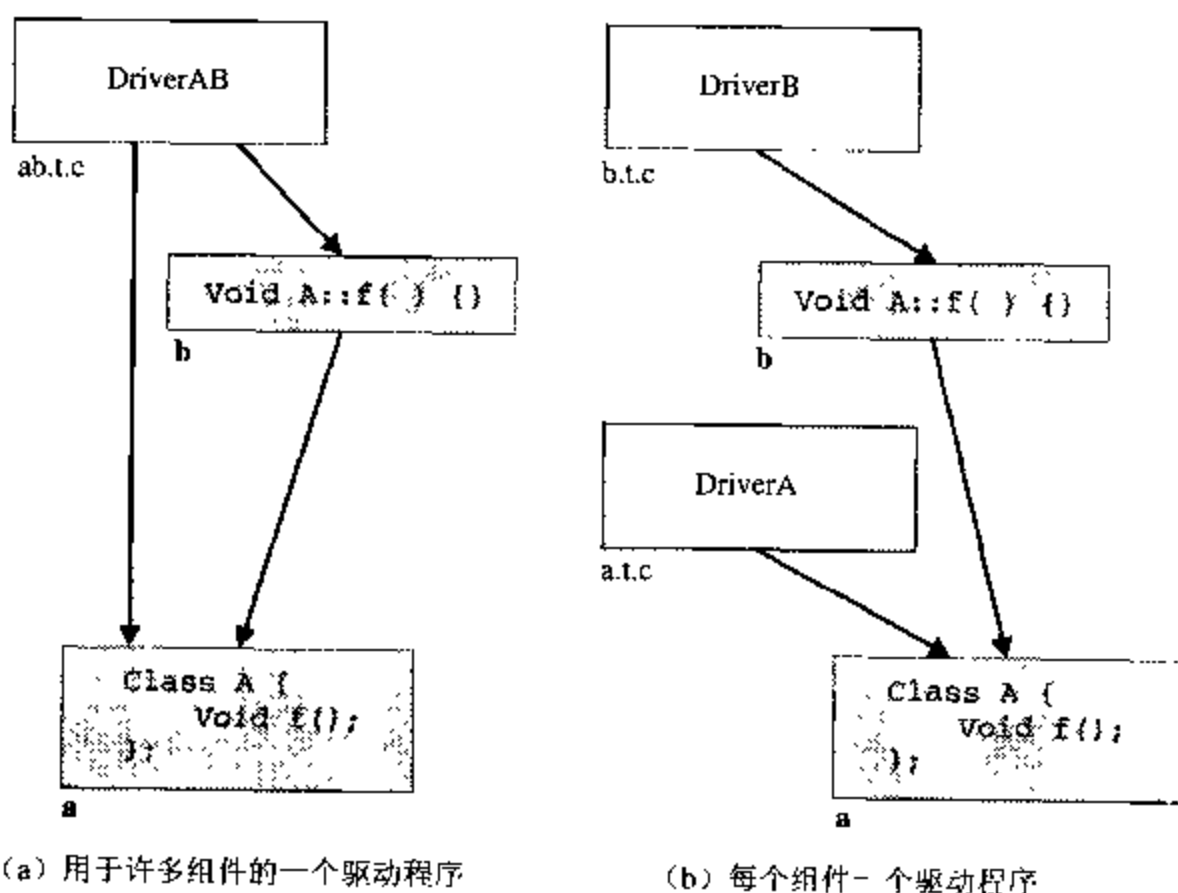 DriverAB
ab.t.c
Void A::f( ) {}
b
Class A {
Void f();
};
a
(a) 用于许多组件的一个驱动程序
DriverB
b.t.c
Void A::f( ) {}
b
DriverA
a.t.c
Class A {
Void f();
};
a
(b) 每个组件一个驱动程序